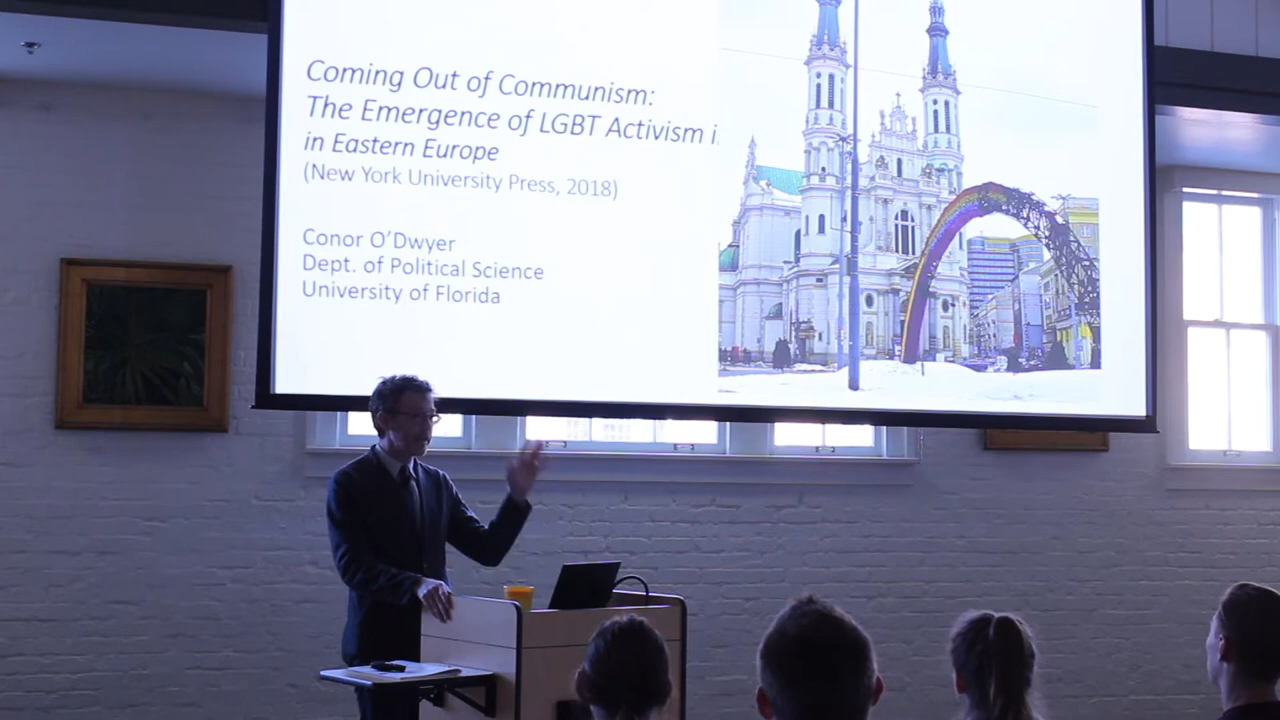 Coming Out of Communism:
The Emergence of LGBT Activism i
in Eastern Europe
(New York University Press, 2018)
Conor O'Dwyer
Dept. of Political Science
University of Florida